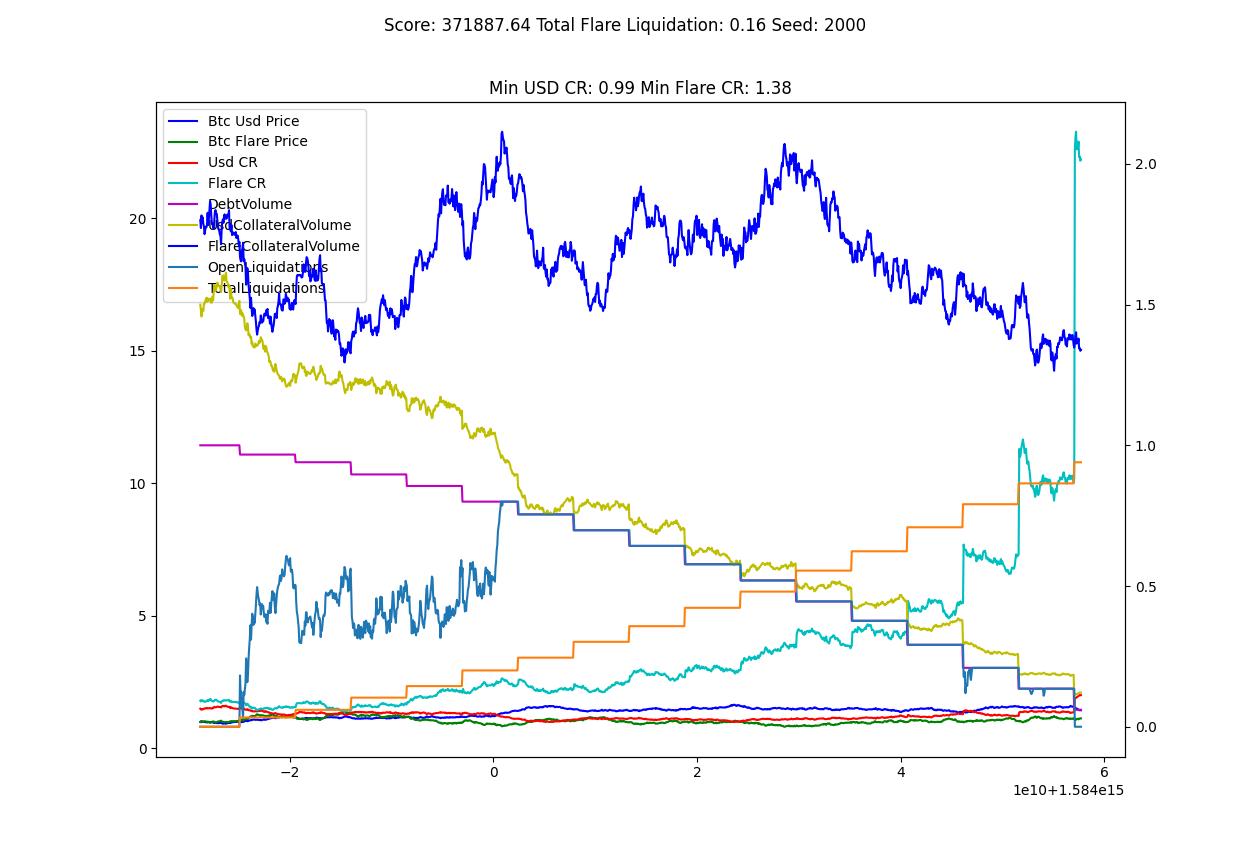 Score: 371887.64 Total Flare Liquidation: 0.16 Seed: 2000
Min USD CR: 0.99 Min Flare CR: 1.38
Btc Usd Price
Btc Flare Price
Usd CR
Flare CR
DebtVolume
UsdCollateralVolume
FlareCollateralVolume
OpenLiquidations
TotalLiquidations
20
15
10
5
0
2.0
1.5
1.0
0.5
0.0
−2
0
2
4
6
1e10+1.584e15